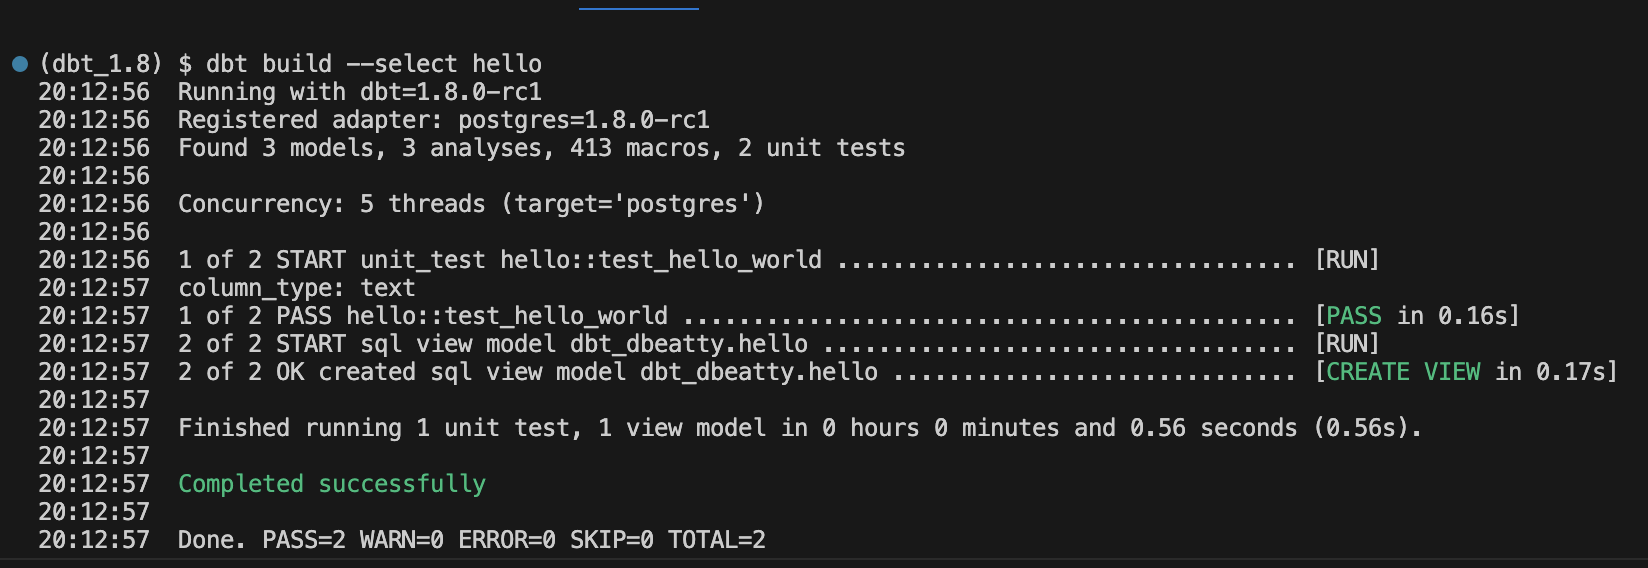 (dbt_1.8) $ dbt build --select hello
20:12:56  Running with dbt=1.8.0-rc1
20:12:56  Registered adapter: postgres=1.8.0-rc1
20:12:56  Found 3 models, 3 analyses, 413 macros, 2 unit tests
20:12:56
20:12:56  Concurrency: 5 threads (target='postgres')
20:12:56
20:12:56  1 of 2 START unit_test hello::test_hello_world ................................. [RUN]
20:12:57  column_type: text
20:12:57  1 of 2 PASS hello::test_hello_world ............................................ [PASS in 0.16s]
20:12:57  2 of 2 START sql view model dbt_dbeatty.hello .................................. [RUN]
20:12:57  2 of 2 OK created sql view model dbt_dbeatty.hello ............................. [CREATE VIEW in 0.17s]
20:12:57
20:12:57  Finished running 1 unit test, 1 view model in 0 hours 0 minutes and 0.56 seconds (0.56s).
20:12:57
20:12:57  Completed successfully
20:12:57
20:12:57  Done. PASS=2 WARN=0 ERROR=0 SKIP=0 TOTAL=2